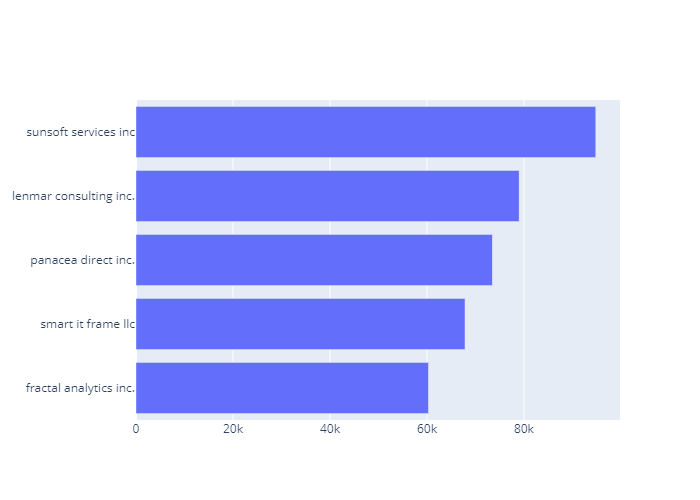 sunsoft services inc
lenmar consulting inc.
panacea direct inc.
smart it frame llc
fractal analytics inc.
0 20k 40k 60k 80k